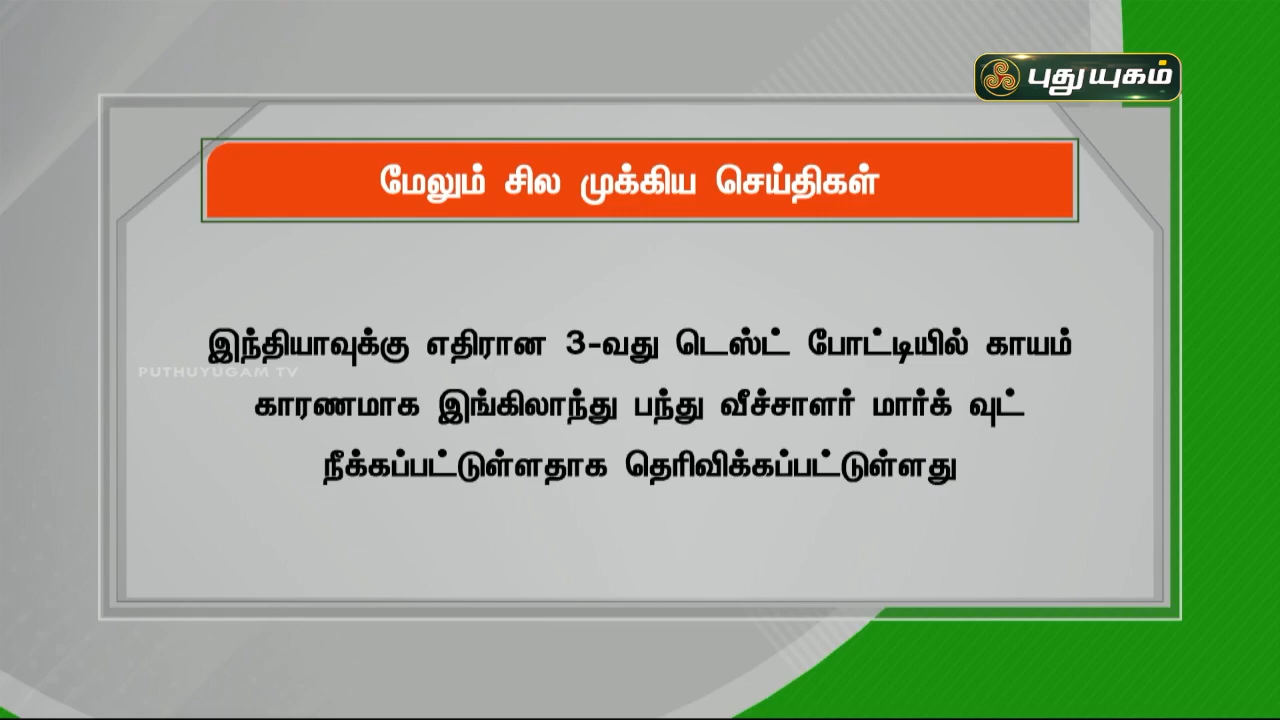 புதுயுகம்
மேலும் சில முக்கிய செய்திகள்
இந்தியாவுக்கு எதிரான 3-வது டெஸ்ட் போட்டியில் காயம்
PUTHUYUGAM TV
காரணமாக இங்கிலாந்து பந்து வீச்சாளர் மார்க் வுட்
நீக்கப்பட்டுள்ளதாக தெரிவிக்கப்பட்டுள்ளது